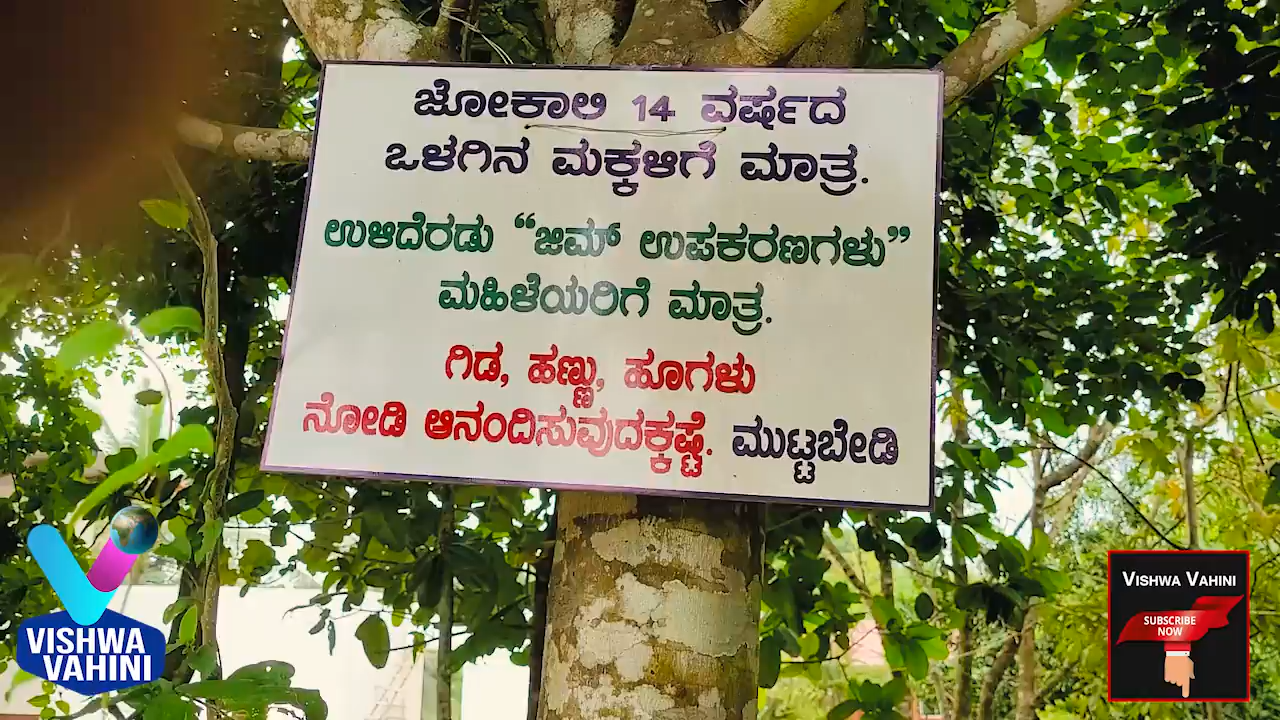 ಜೋಕಾಲಿ 14 ವರ್ಷದ
ಒಳಗಿನ ಮಕ್ಕಳಿಗೆ ಮಾತ್ರ.
ಉಳಿದೆರಡು “ಜಿಮ್ ಉಪಕರಣಗಳು”
ಮಹಿಳೆಯರಿಗೆ ಮಾತ್ರ.
ಗಿಡ, ಹಣ್ಣು, ಹೂಗಳು
ನೋಡಿ ಆನಂದಿಸುವುದಕ್ಕಷ್ಟೆ. ಮುಟ್ಟಬೇಡಿ
VISHWA
VAHINI
VISHWA VAHINI
SUBSCRIBE
NOW